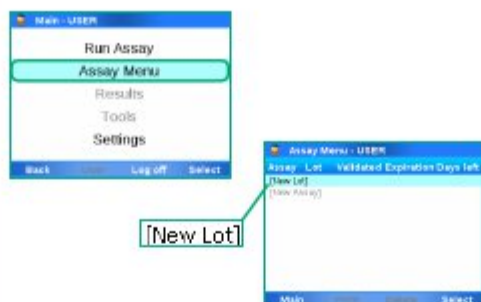 Main - USER
Run Assay
Assay Menu
Results
Tools
Settings
Back Log off Select
Assay Menu - USER
Assay Lot Validated Expiration Days left
[New Lot]
[New Assay]
[New Lot]
Main Select